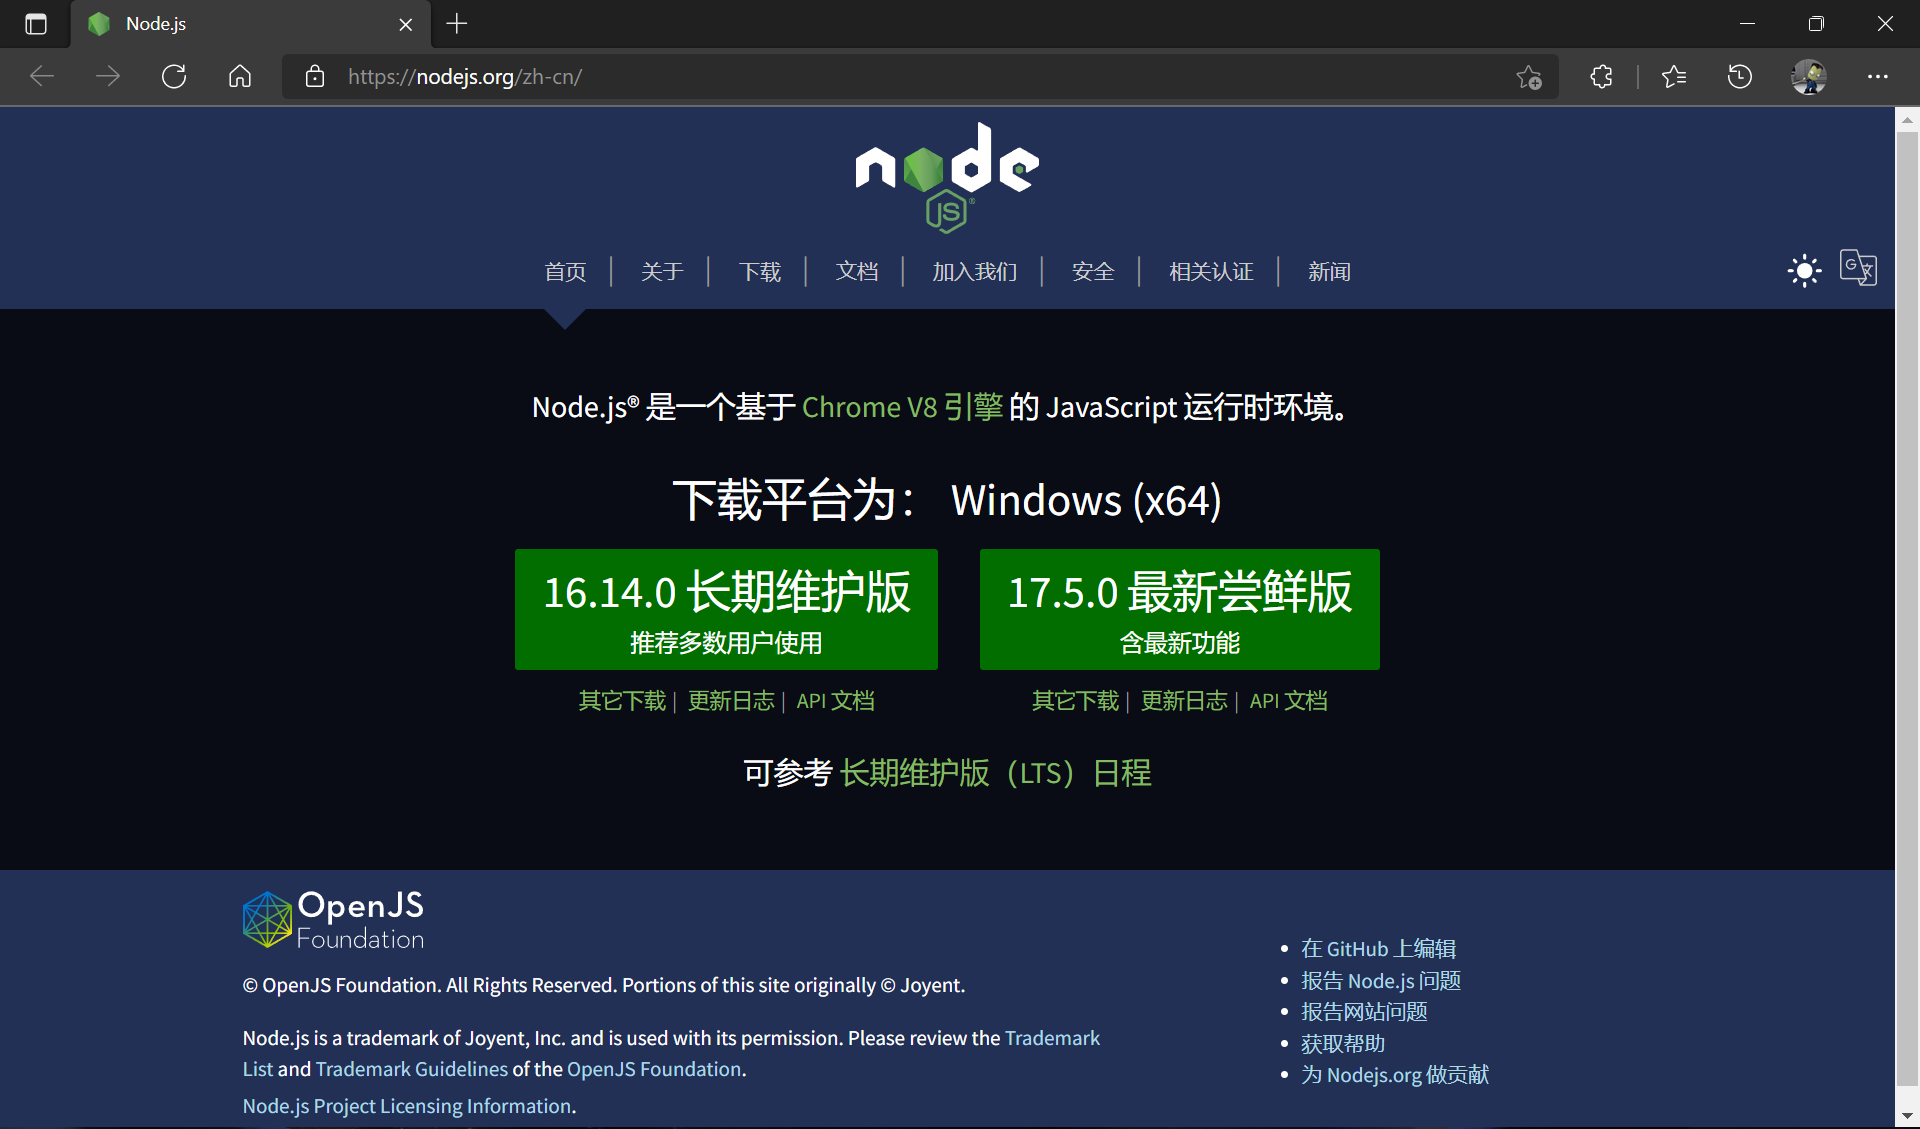 Node.js
https://nodejs.org/zh-cn/
node
JS®
首页 | 关于 | 下载 | 文档 | 加入我们 | 安全 | 相关认证 | 新闻
G 文
Node.js® 是一个基于 Chrome V8 引擎 的 JavaScript 运行时环境。
下载平台为： Windows (x64)
16.14.0 长期维护版
推荐多数用户使用
其它下载 | 更新日志 | API 文档
17.5.0 最新尝鲜版
含最新功能
其它下载 | 更新日志 | API 文档
可参考 长期维护版（LTS）日程
OpenJS
Foundation
© OpenJS Foundation. All Rights Reserved. Portions of this site originally © Joyent.
Node.js is a trademark of Joyent, Inc. and is used with its permission. Please review the Trademark
List and Trademark Guidelines of the OpenJS Foundation.
Node.js Project Licensing Information.
在 GitHub 上编辑
报告 Node.js 问题
报告网站问题
获取帮助
为 Nodejs.org 做贡献